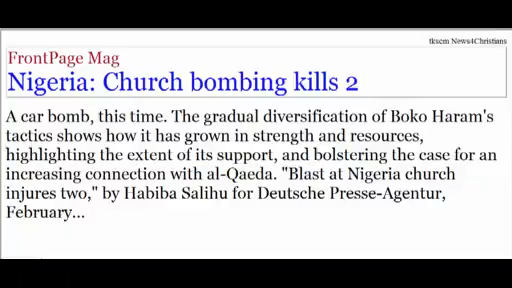 tkscm News4Christians
FrontPage Mag
Nigeria: Church bombing kills 2
A car bomb, this time. The gradual diversification of Boko Haram's
tactics shows how it has grown in strength and resources,
highlighting the extent of its support, and bolstering the case for an
increasing connection with al-Qaeda. "Blast at Nigeria church
injures two," by Habiba Salihu for Deutsche Presse-Agentur,
February...